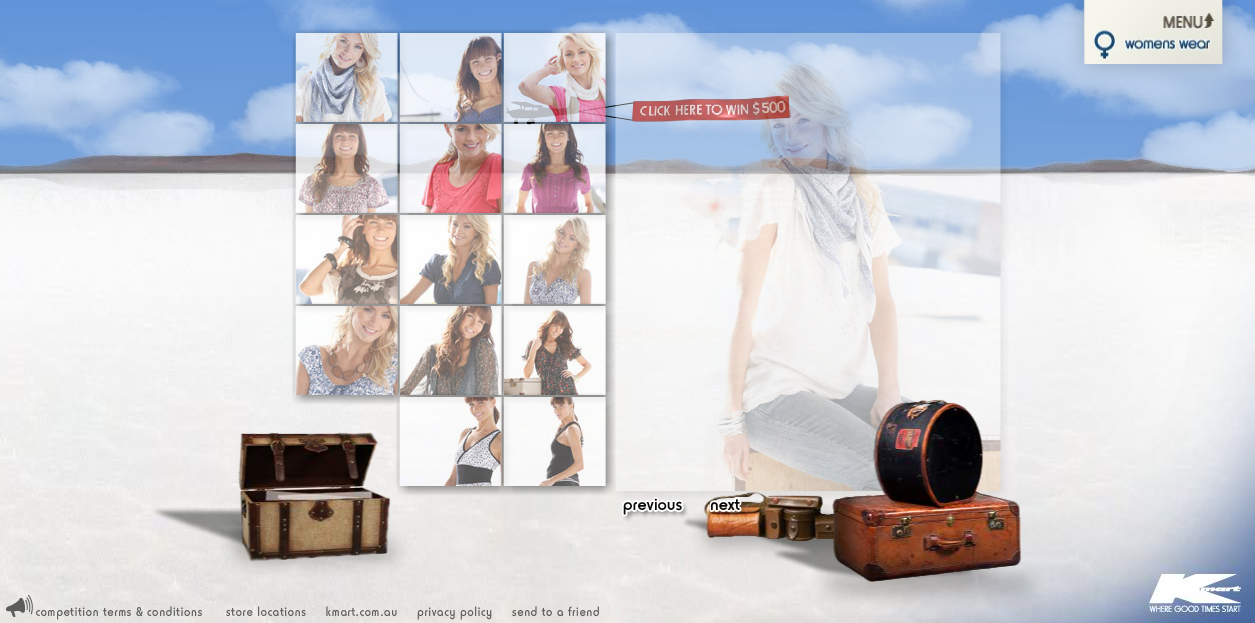 MENU
womens wear
CLICK HERE TO WIN $500
previous next
competition terms & conditions store locations kmart.com.au privacy policy send to a friend
Kmart
WHERE GOOD TIMES START